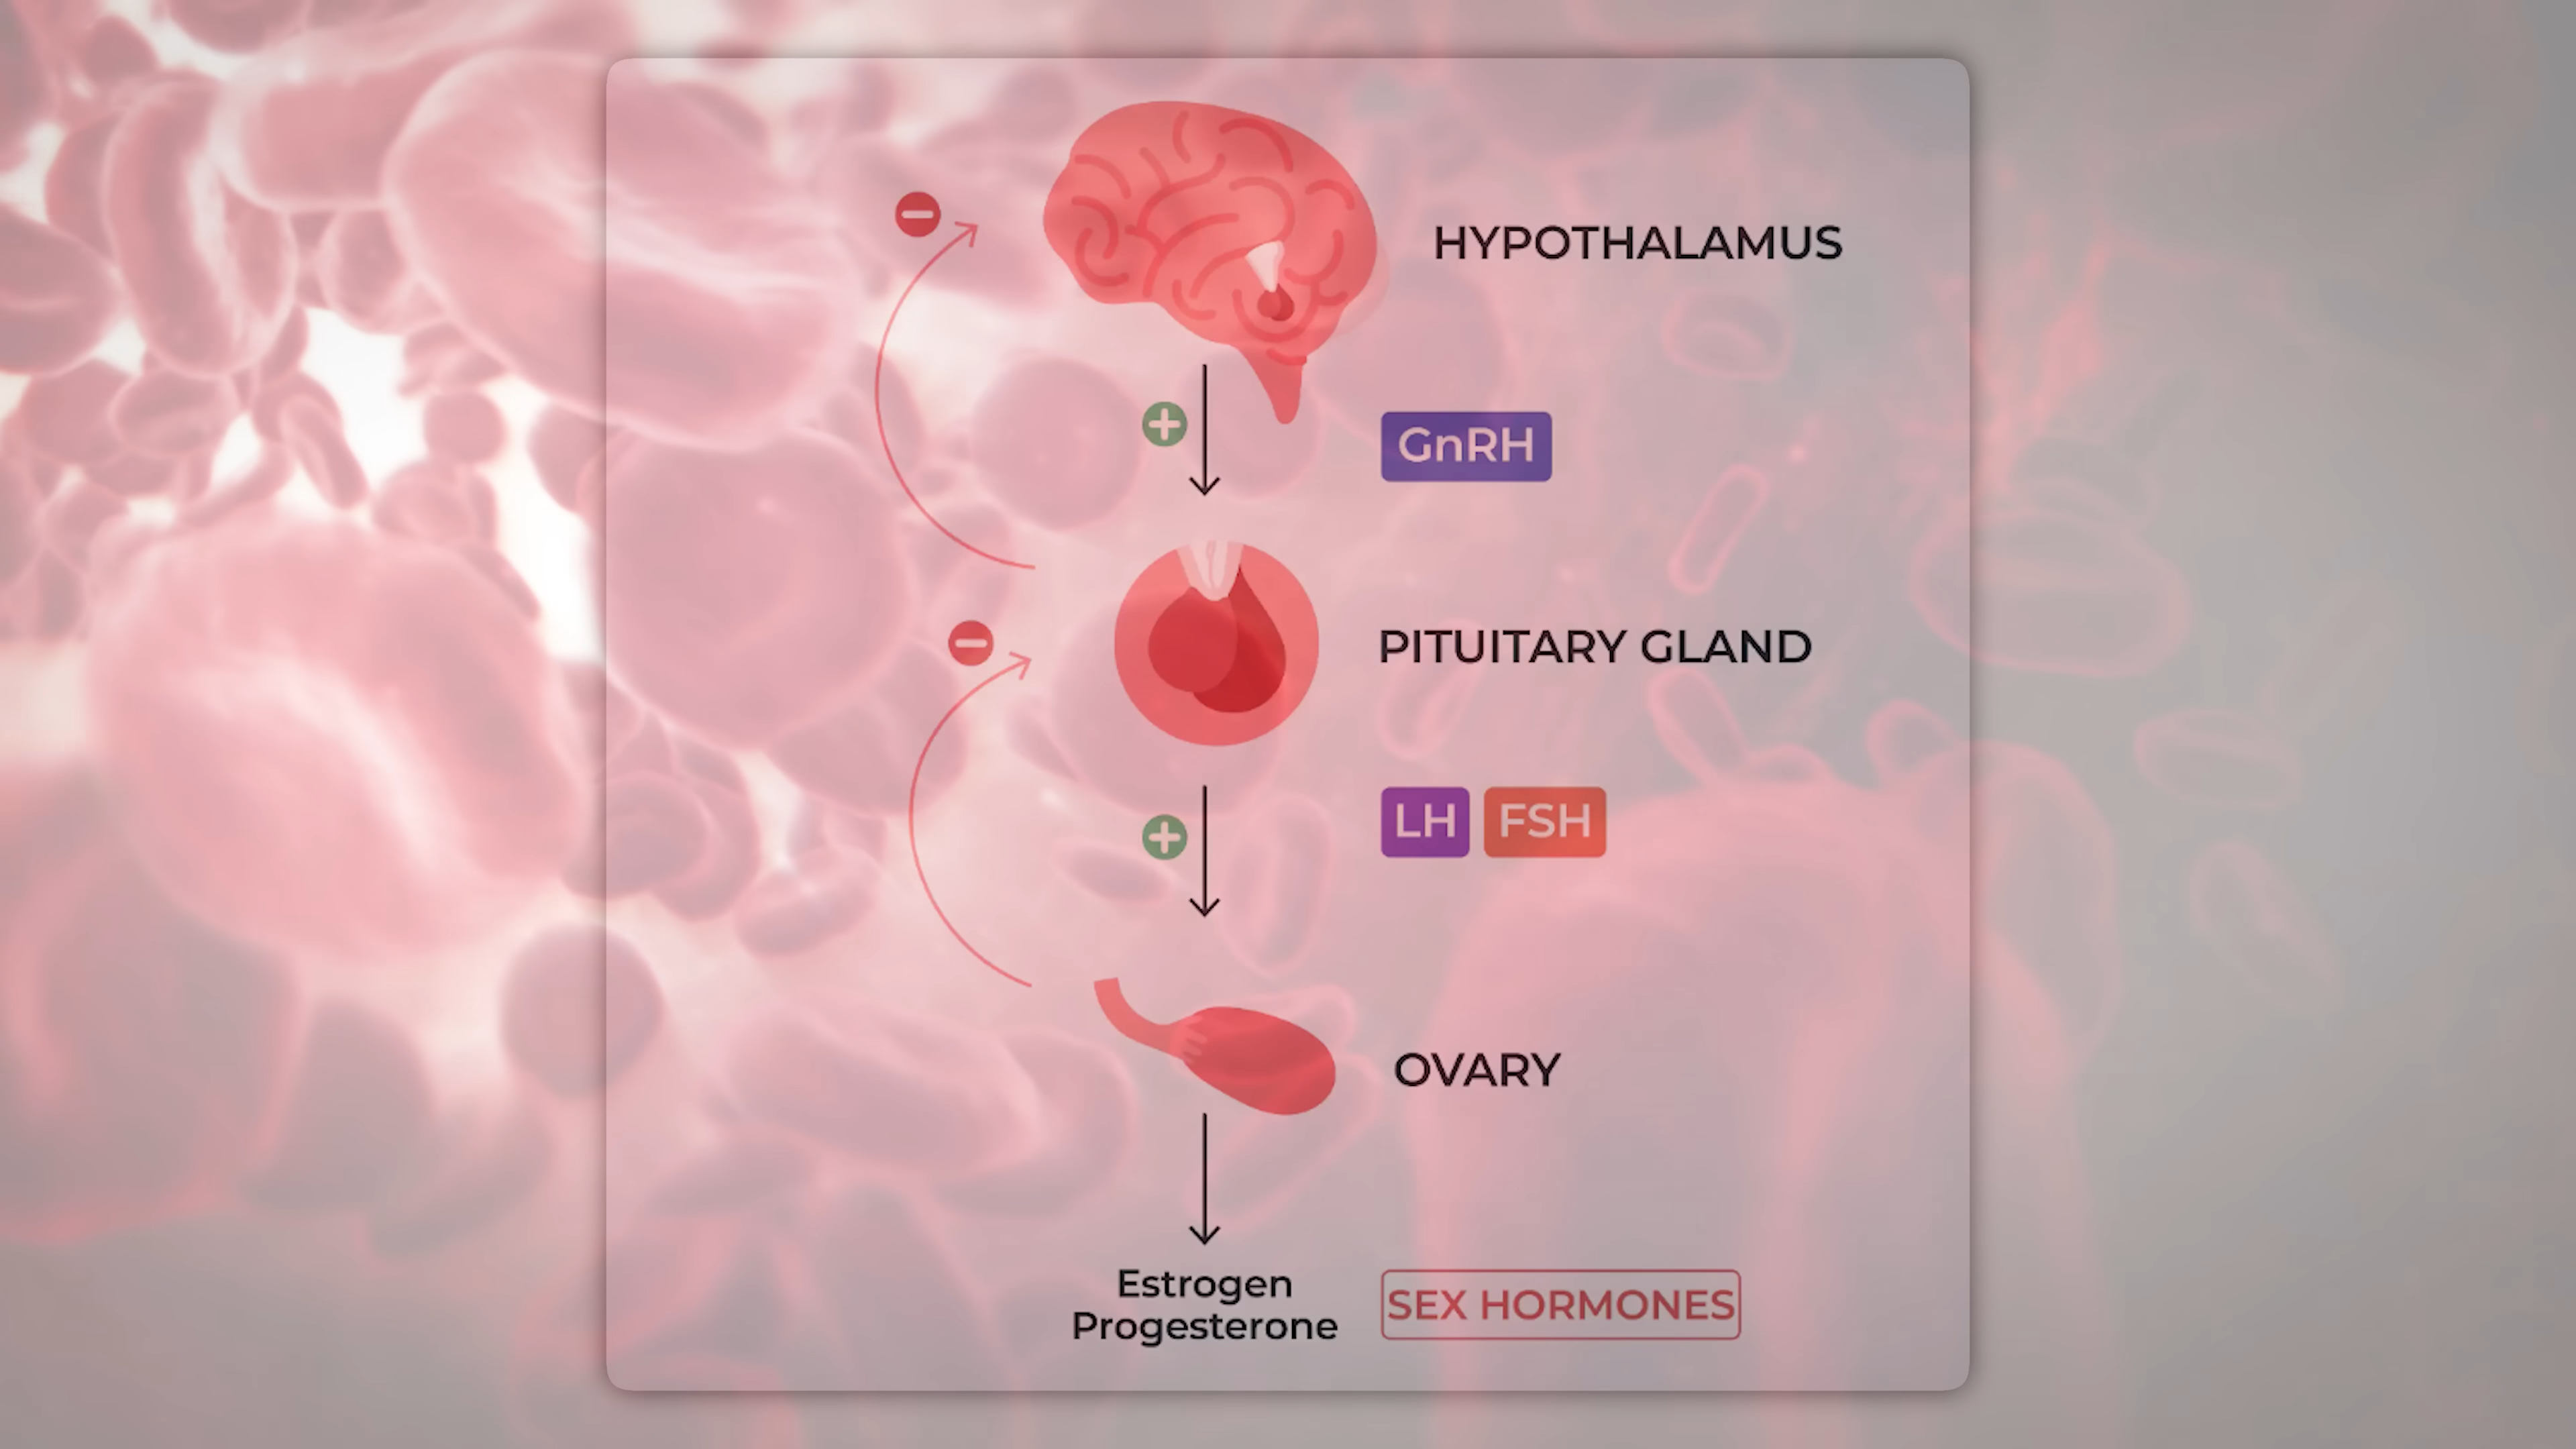 HYPOTHALAMUS
GnRH
PITUITARY GLAND
LH FSH
OVARY
Estrogen
Progesterone
SEX HORMONES